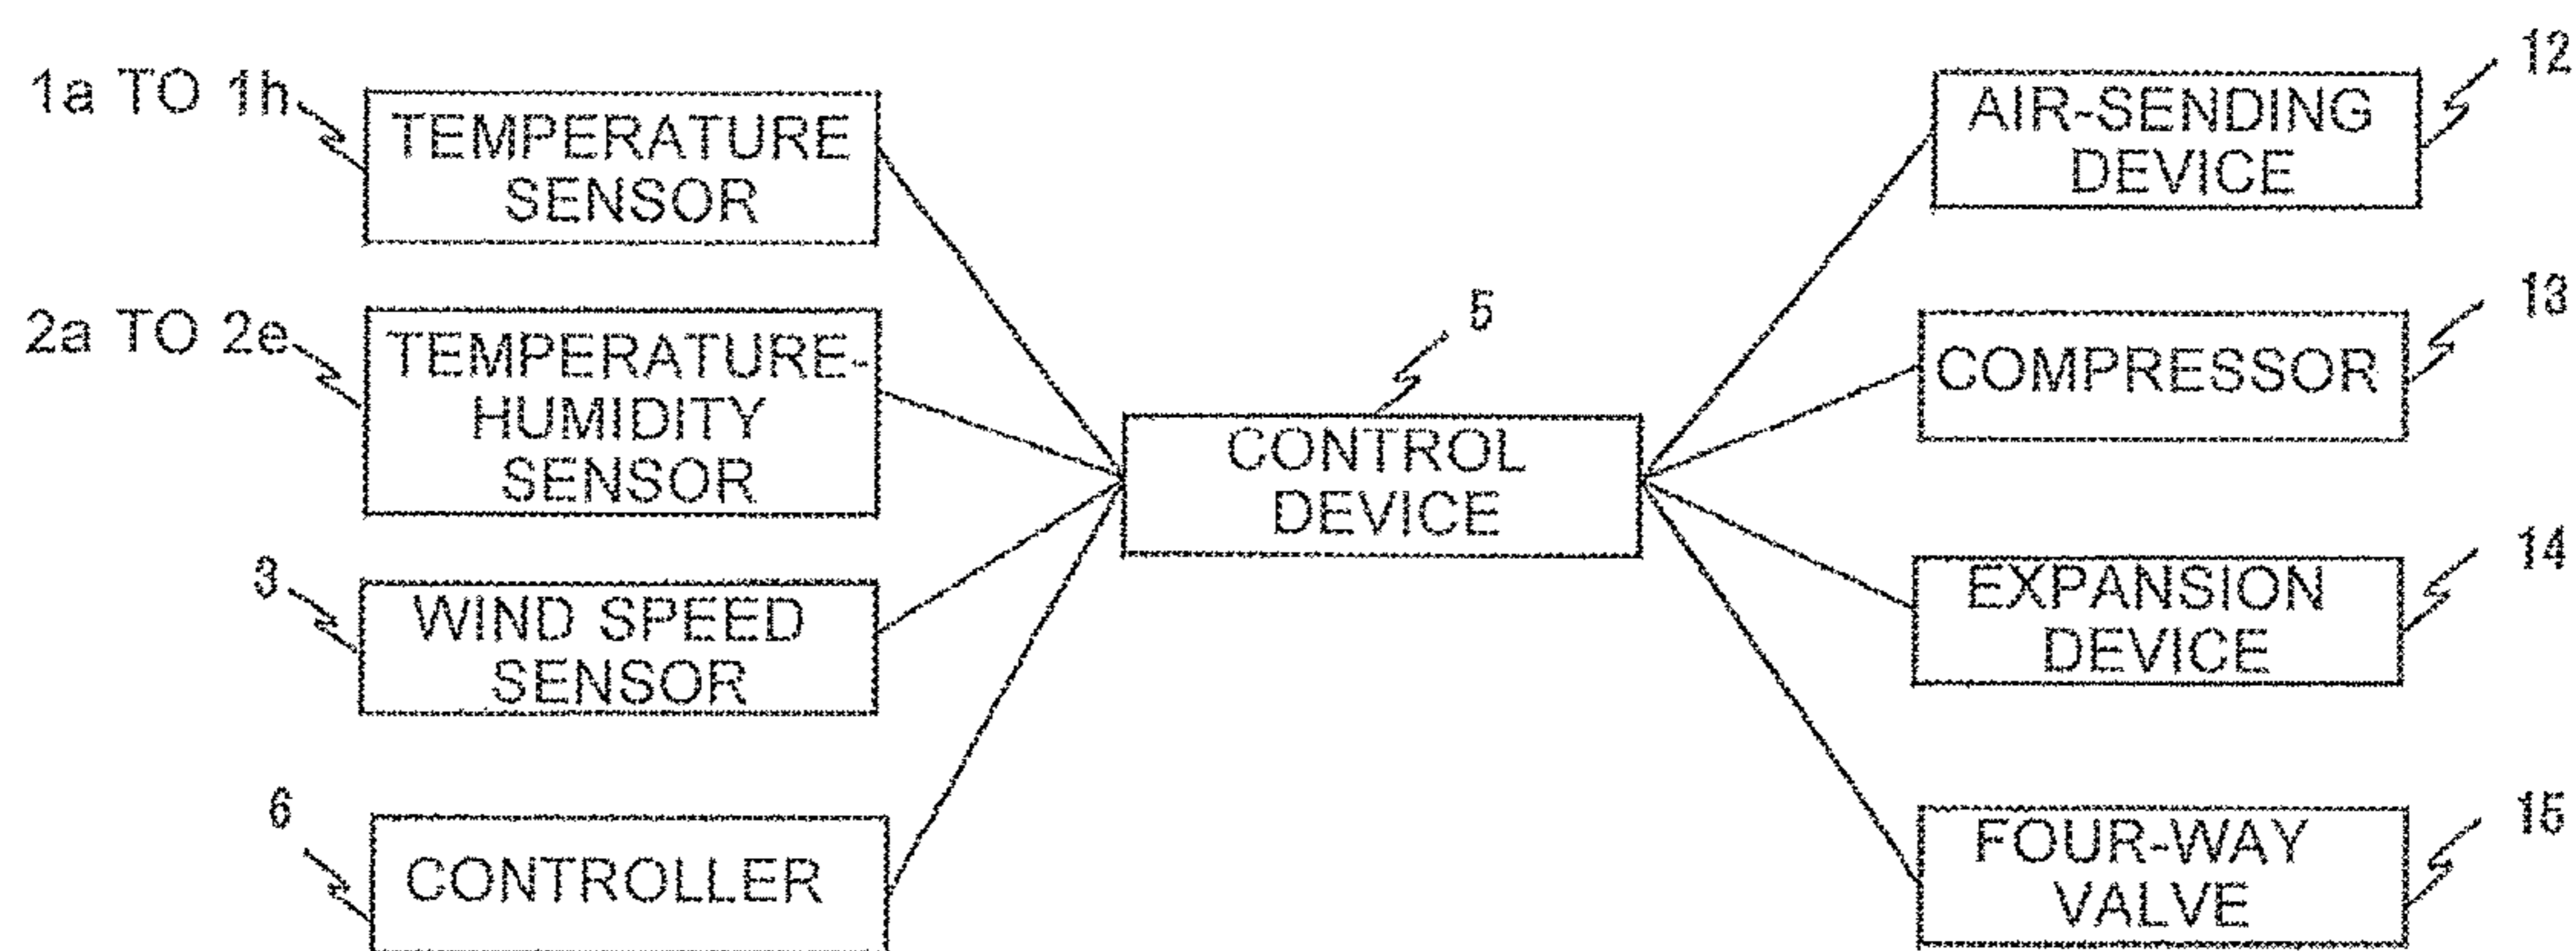 1a TO 1h
TEMPERATURE
SENSOR
2a TO 2e
TEMPERATURE-
HUMIDITY
SENSOR
3
WIND SPEED
SENSOR
6
CONTROLLER
5
CONTROL
DEVICE
12
AIR-SENDING
DEVICE
13
COMPRESSOR
14
EXPANSION
DEVICE
15
FOUR-WAY
VALVE